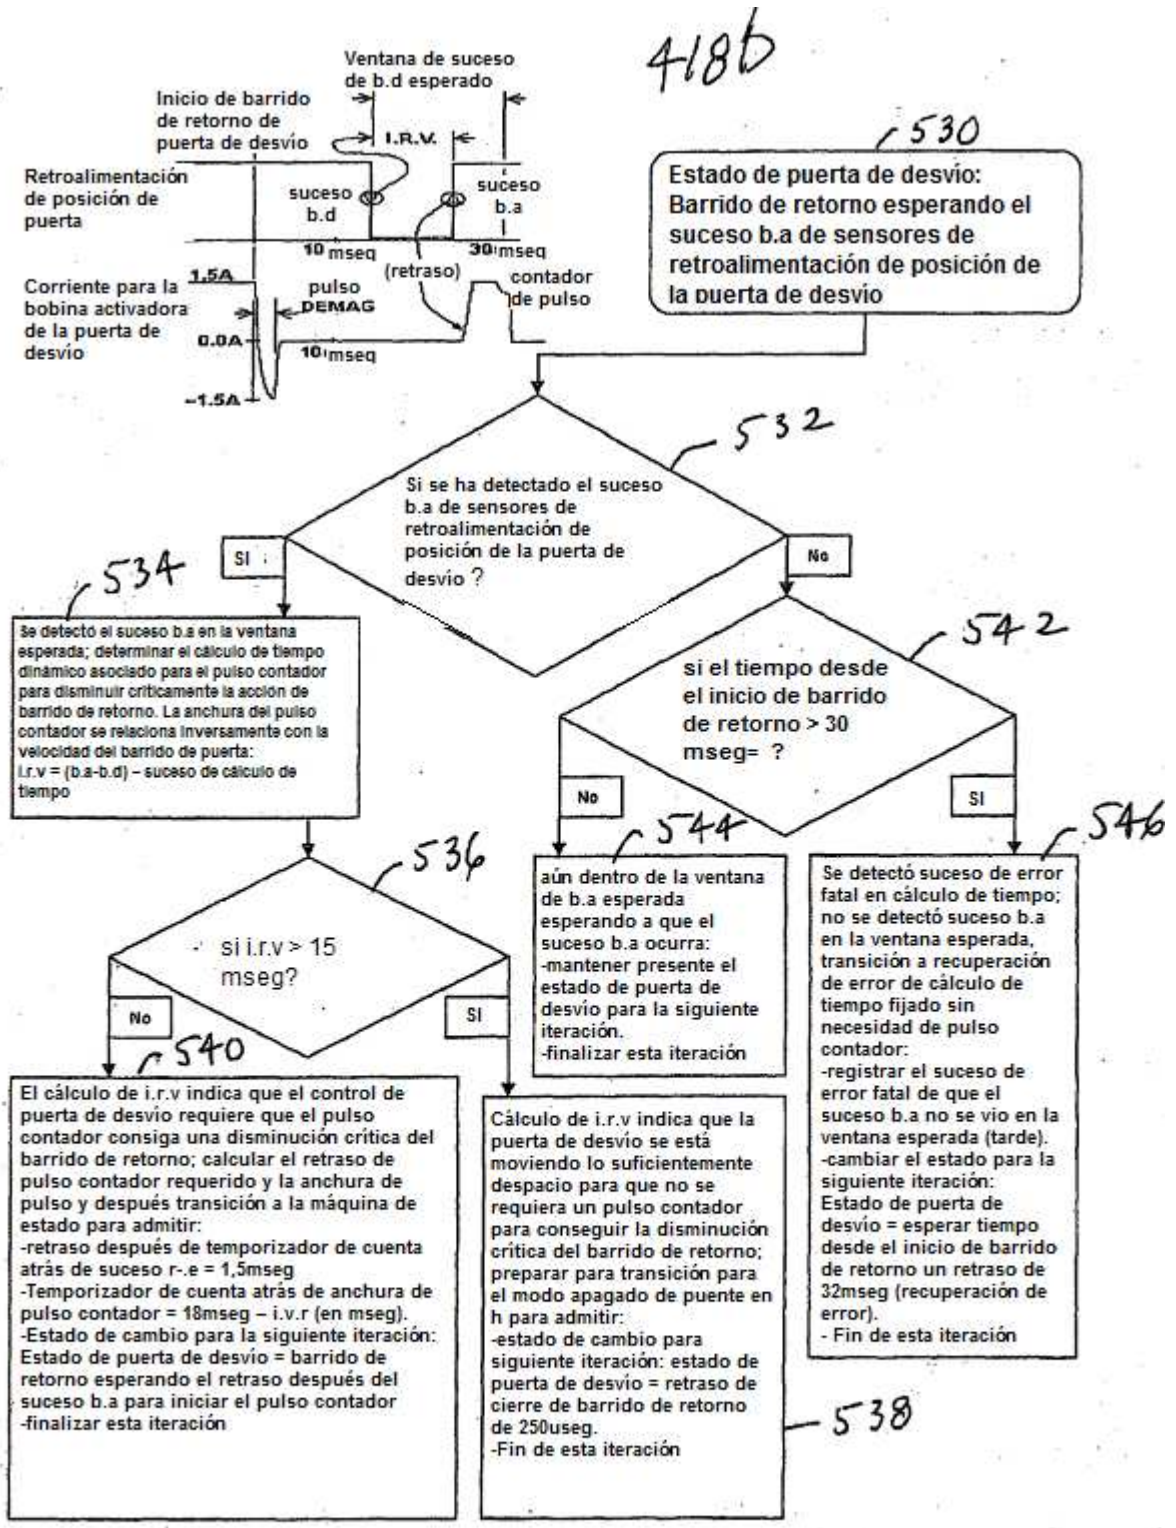 418b
Ventana de suceso
de b.d esperado
Inicio de barrido
de retorno de
puerta de desvío
I.R.V.
Retroalimentación
de posición de
puerta
suceso
b.d
suceso
b.a
10 mseq
30 mseq
(retraso)
Corriente para la
bobina activadora
de la puerta de
desvío
1.5A
0.0A
-1.5A
pulso
DEMAG
10 mseq
contador
de pulso
530
Estado de puerta de desvío:
Barrido de retorno esperando el
suceso b.a de sensores de
retroalimentación de posición de
la puerta de desvío
532
Si se ha detectado el suceso
b.a de sensores de
retroalimentación de
posición de la puerta de
desvío ?
SI
No
534
Se detectó el suceso b.a en la ventana
esperada; determinar el cálculo de tiempo
dinámico asociado para el pulso contador
para disminuir críticamente la acción de
barrido de retorno. La anchura del pulso
contador se relaciona inversamente con la
velocidad del barrido de puerta:
i.r.v = (b.a-b.d) – suceso de cálculo de
tiempo
542
si el tiempo desde
el inicio de barrido
de retorno > 30
mseg= ?
No
SI
536
si i.r.v > 15
mseg?
No
SI
544
aún dentro de la ventana
de b.a esperada
esperando a que el
suceso b.a ocurra:
-mantener presente el
estado de puerta de
desvío para la siguiente
iteración.
-finalizar esta iteración
546
Se detectó suceso de error
fatal en cálculo de tiempo;
no se detectó suceso b.a
en la ventana esperada,
transición a recuperación
de error de cálculo de
tiempo fijado sin
necesidad de pulso
contador:
-registrar el suceso de
error fatal de que el
suceso b.a no se vio en la
ventana esperada (tarde).
-cambiar el estado para la
siguiente iteración:
Estado de puerta de
desvío = esperar tiempo
desde el inicio de barrido
de retorno un retraso de
32mseg (recuperación de
error).
- Fin de esta iteración
540
El cálculo de i.r.v indica que el control de
puerta de desvío requiere que el pulso
contador consiga una disminución crítica del
barrido de retorno; calcular el retraso de
pulso contador requerido y la anchura de
pulso y después transición a la máquina de
estado para admitir:
-retraso después de temporizador de cuenta
atrás de suceso r-.e = 1,5mseg
-Temporizador de cuenta atrás de anchura de
pulso contador = 18mseg – i.v.r (en mseg).
-Estado de cambio para la siguiente iteración:
Estado de puerta de desvío = barrido de
retorno esperando el retraso después del
suceso b.a para iniciar el pulso contador
-finalizar esta iteración
Cálculo de i.r.v indica que la
puerta de desvío se está
moviendo lo suficientemente
despacio para que no se
requiera un pulso contador
para conseguir la disminución
crítica del barrido de retorno;
preparar para transición para
el modo apagado de puente en
h para admitir:
-estado de cambio para
siguiente iteración: estado de
puerta de desvío = retraso de
cierre de barrido de retorno
de 250useg.
-Fin de esta iteración
538